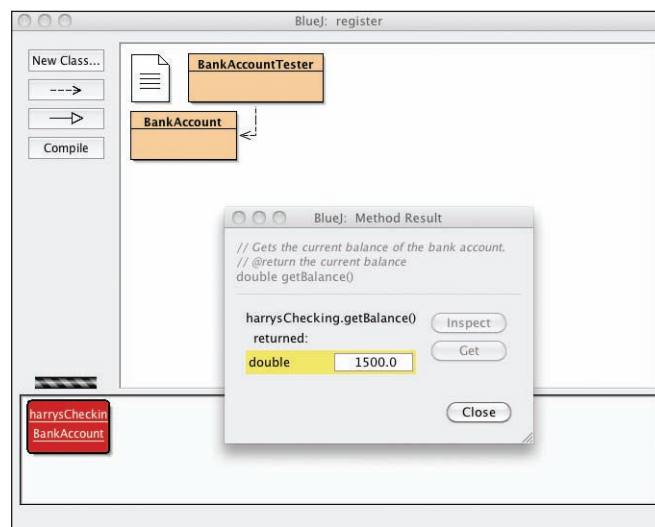 BlueJ: register
New Class...
Compile
BankAccountTester
BankAccount
BlueJ: Method Result
// Gets the current balance of the bank account.
// @return the current balance
double getBalance()
harrysChecking.getBalance()
returned:
double 1500.0
Inspect
Get
Close
harrysCheckin
BankAccount